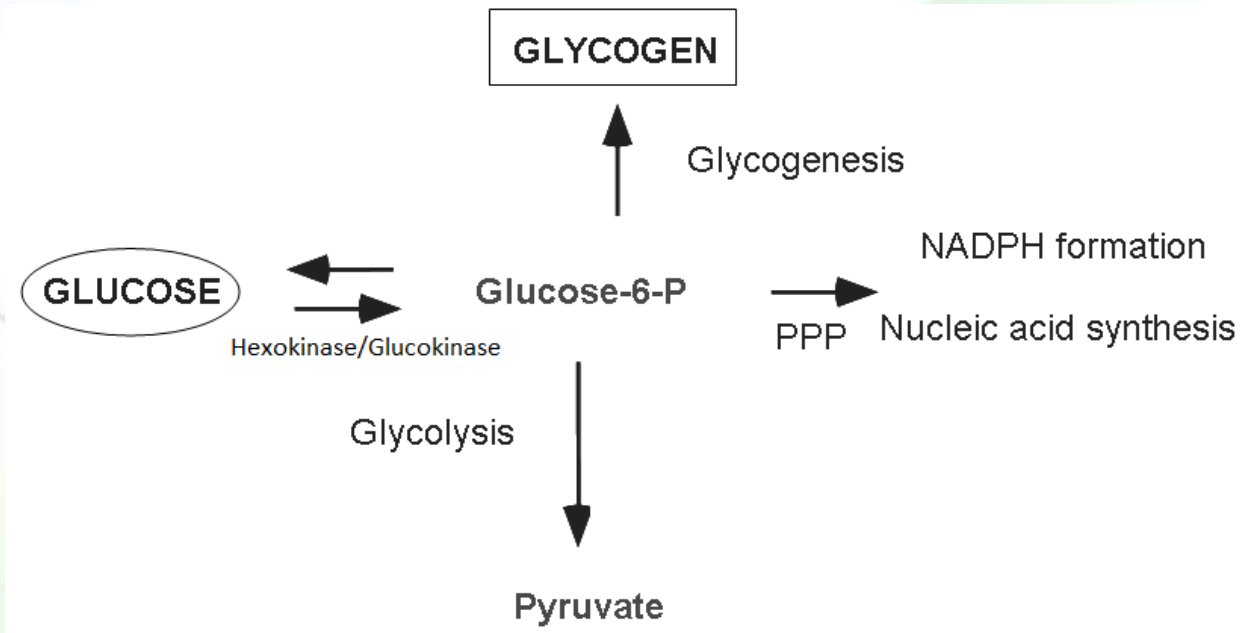 GLYCOGEN
Glycogenesis
NADPH formation
GLUCOSE
Glucose-6-P
PPP
Nucleic acid synthesis
Hexokinase/Glucokinase
Glycolysis
Pyruvate